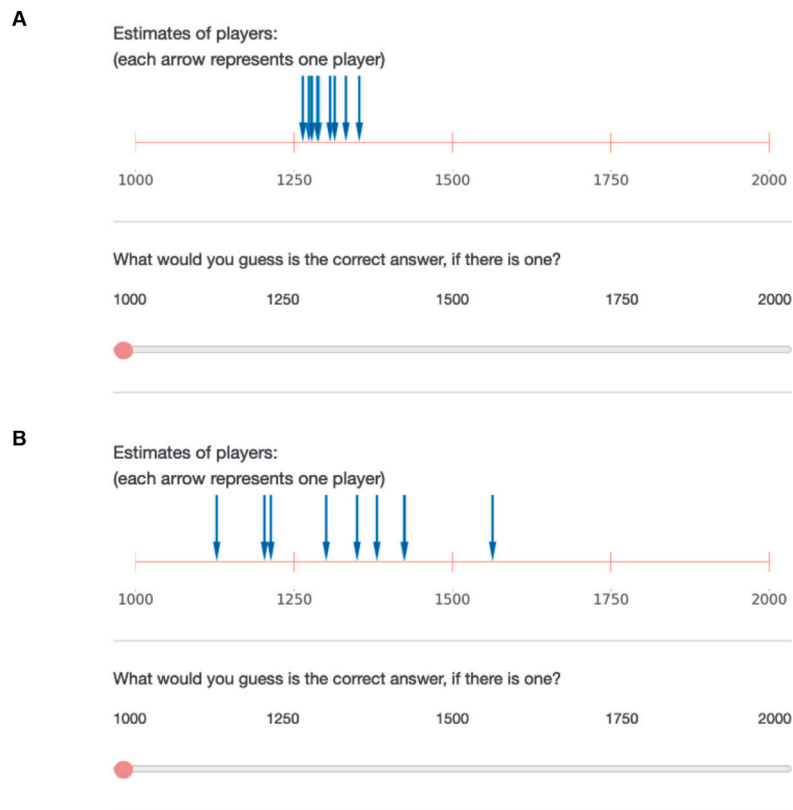 A
Estimates of players:
(each arrow represents one player)
1000 1250 1500 1750 2000
What would you guess is the correct answer, if there is one?
1000 1250 1500 1750 2000
B
Estimates of players:
(each arrow represents one player)
1000 1250 1500 1750 2000
What would you guess is the correct answer, if there is one?
1000 1250 1500 1750 2000